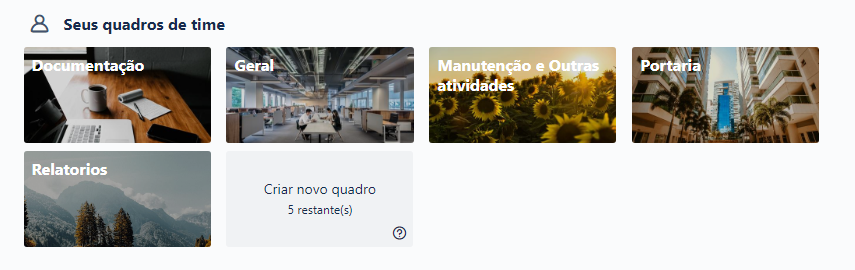 Seus quadros de time
Documentação
Geral
Manutenção e Outras
atividades
Portaria
Relatorios
Criar novo quadro
5 restante(s)